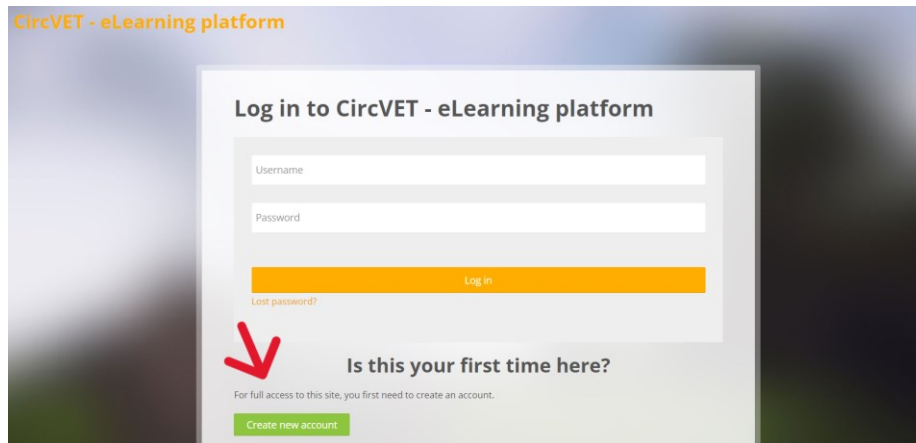 CircVET - eLearning platform
Log in to CircVET - eLearning platform
Username
Password
Log in
Lost password?
Is this your first time here?
For full access to this site, you first need to create an account.
Create new account